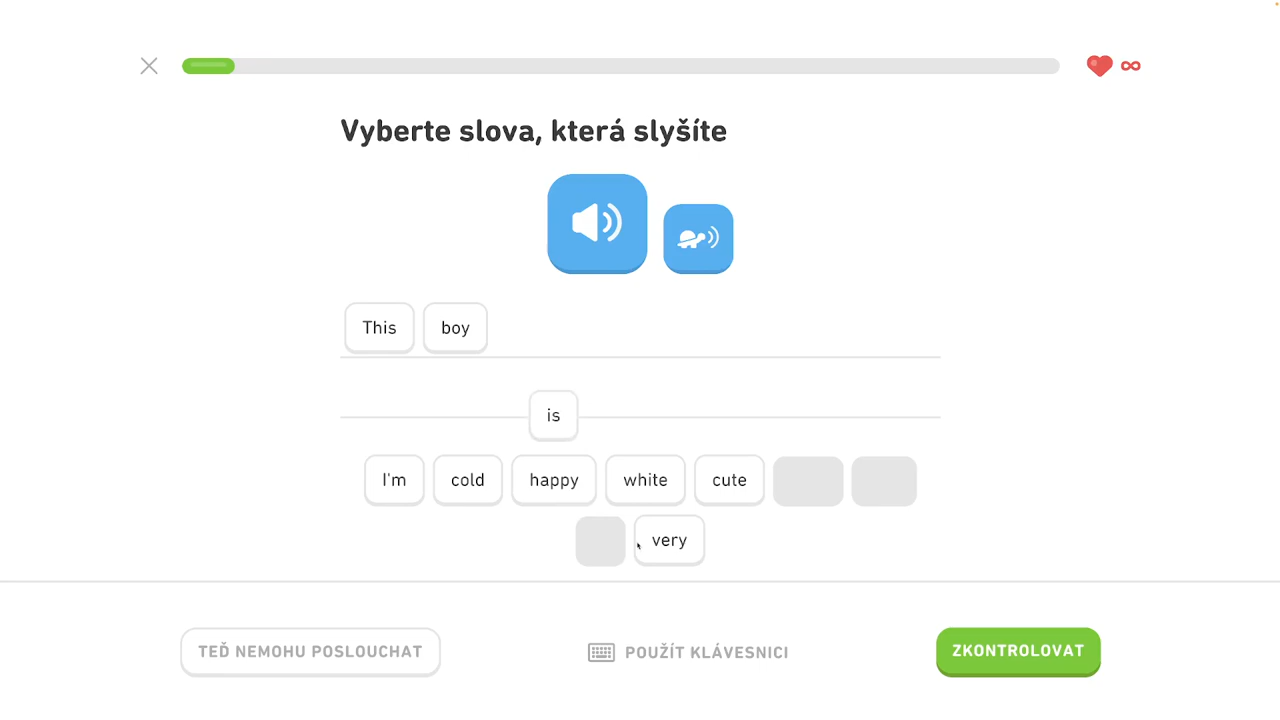 Vyberte slova, která slyšíte
This boy
is
I'm cold happy white cute
very
TEĎ NEMOHU POSLOUCHAT POUŽÍT KLÁVESNICI ZKONTROLOVAT